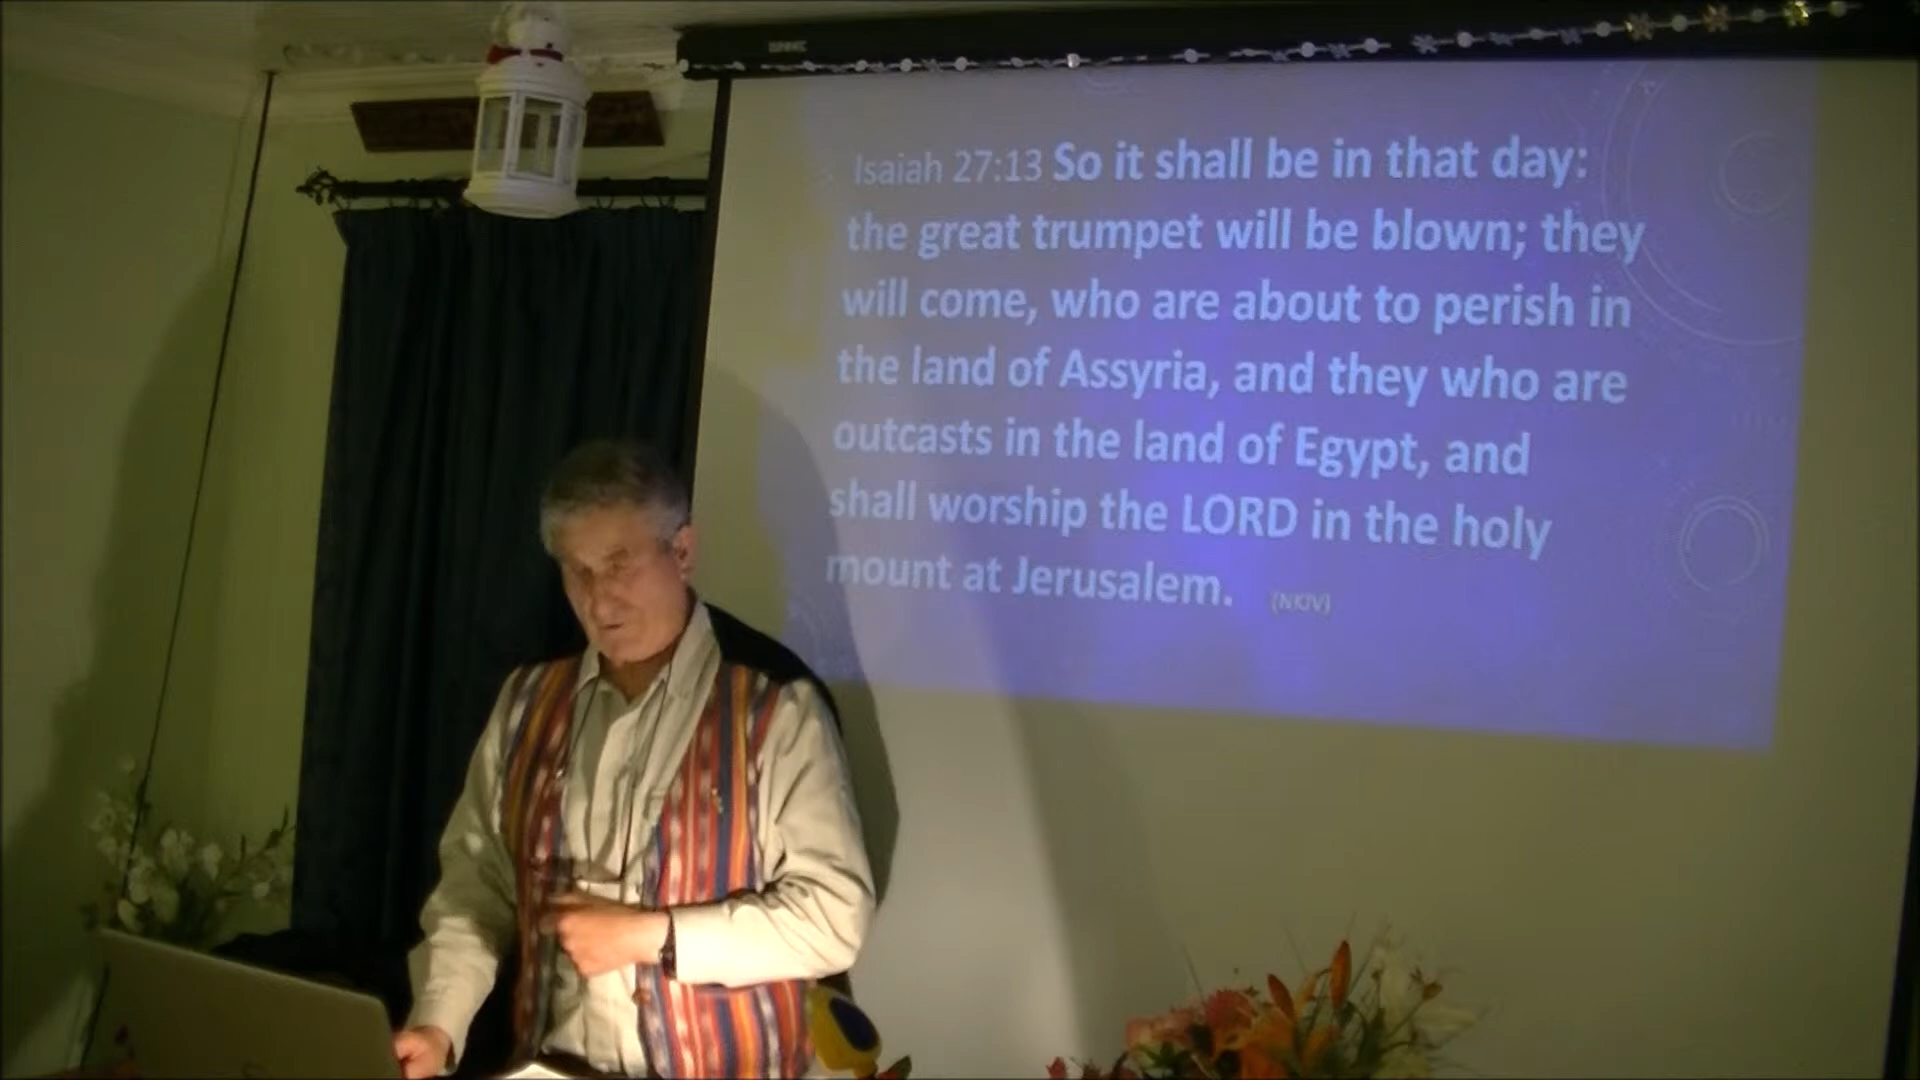 Isaiah 27:13 So it shall be in that day:
the great trumpet will be blown; they
will come, who are about to perish in
the land of Assyria, and they who are
outcasts in the land of Egypt, and
shall worship the LORD in the holy
mount at Jerusalem. (NKJV)